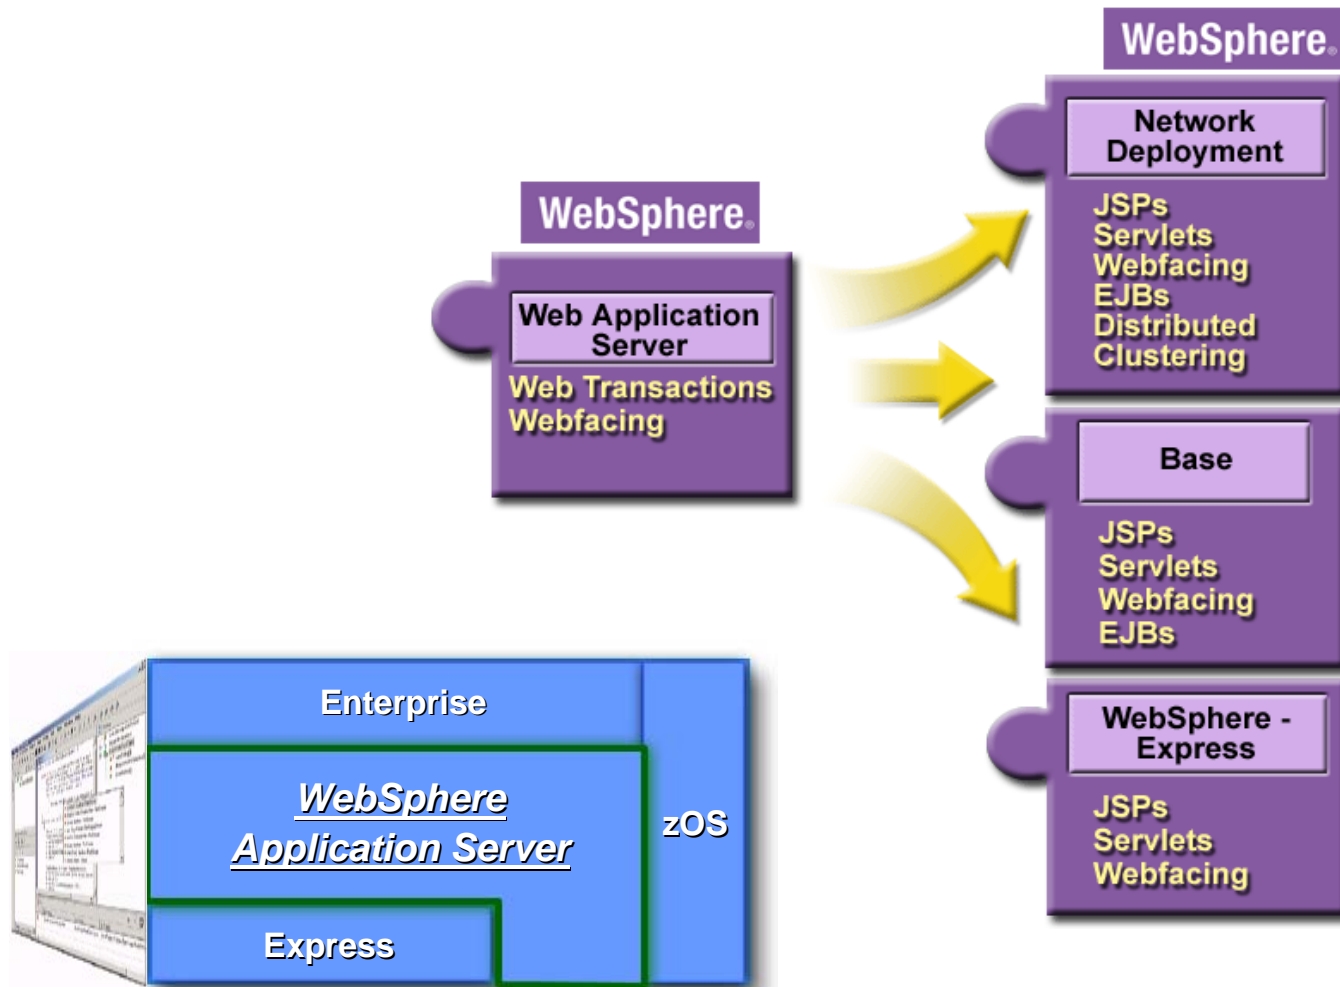 WebSphere®
Network
Deployment
JSPs
Servlets
Webfacing
EJBs
Distributed
Clustering
WebSphere®
Web Application
Server
Web Transactions
Webfacing
Base
JSPs
Servlets
Webfacing
EJBs
WebSphere -
Express
JSPs
Servlets
Webfacing
Enterprise
WebSphere
Application Server
zOS
Express